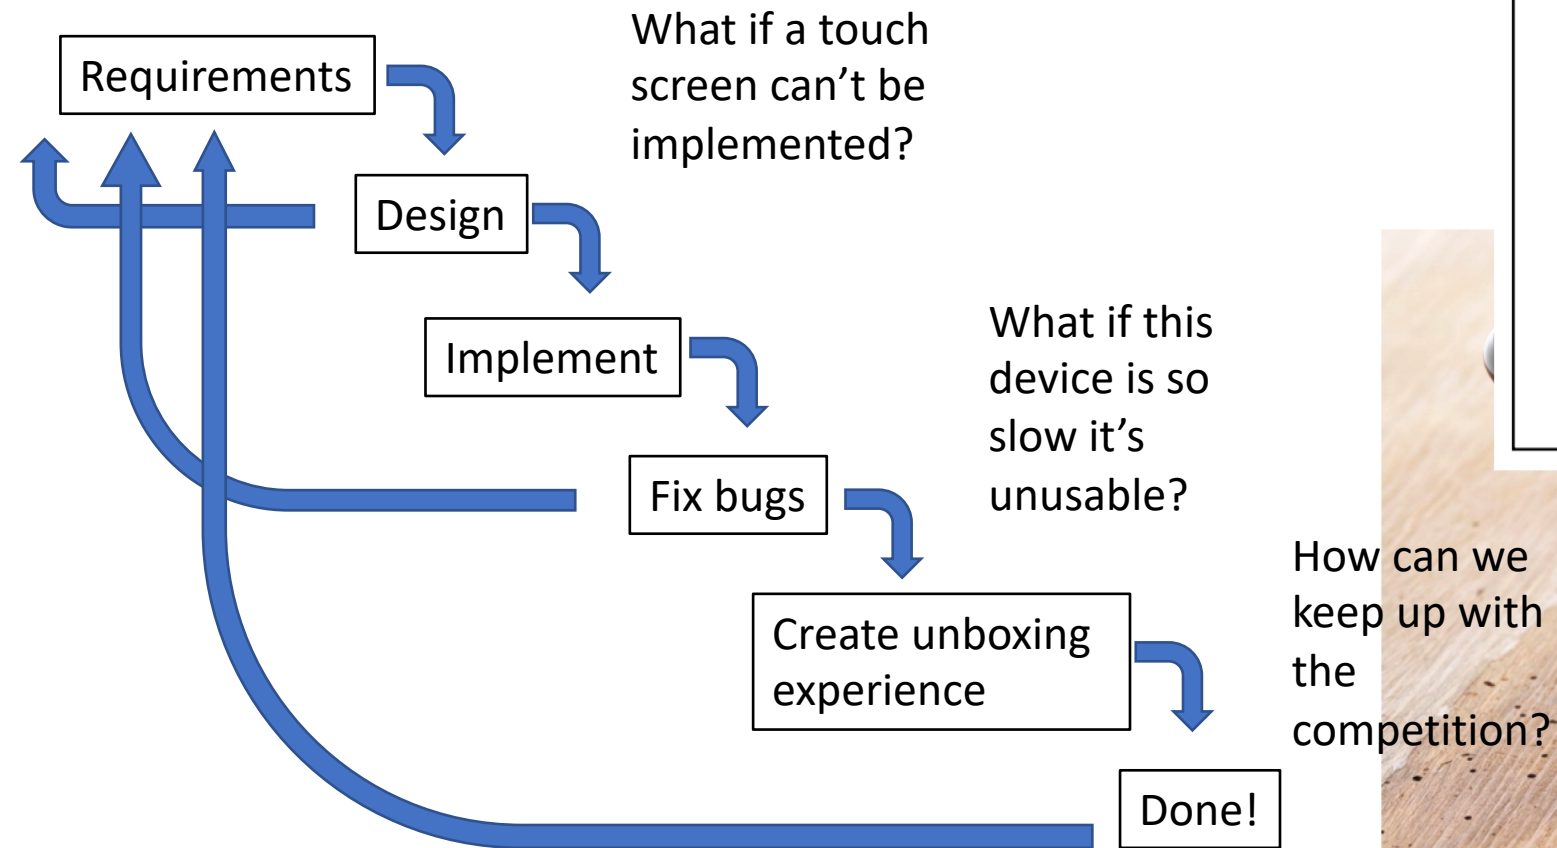 What if a touch
screen can’t be
implemented?
Requirements
Design
Implement
What if this
device is so
slow it’s
unusable?
Fix bugs
How can we
keep up with
the
competition?
Create unboxing
experience
Done!